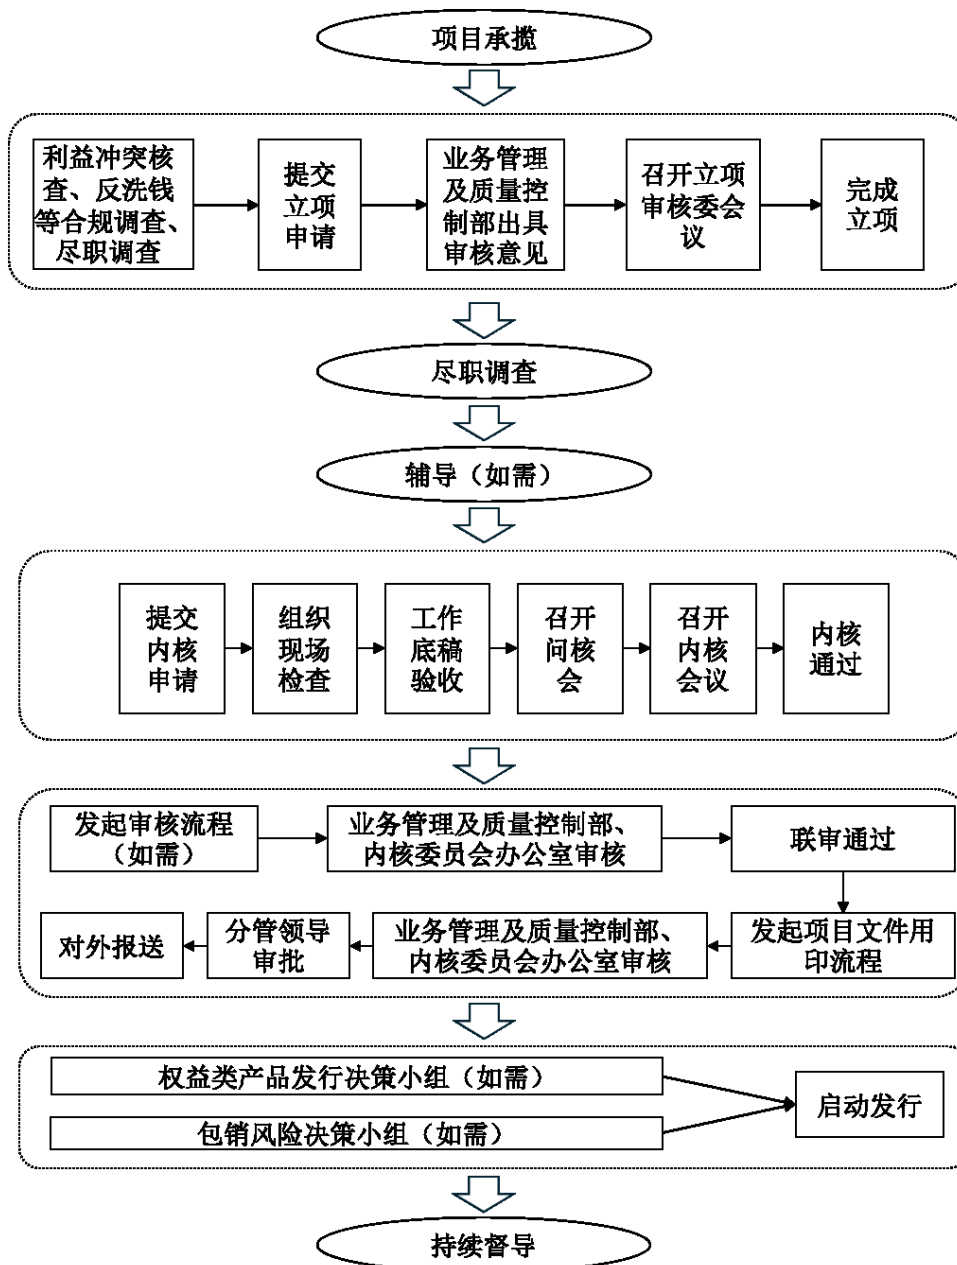 项目承揽
利益冲突核
查、反洗钱
等合规调查、
尽职调查
提交
立项
申请
业务管理
及质量控
制部出具
审核意见
召开立项
审核委会
议
完成
立项
尽职调查
辅导（如需）
提交
内核
申请
组织
现场
检查
工作
底稿
验收
召开
问核
会
召开
内核
会议
内核
通过
发起审核流程
（如需）
业务管理及质量控制部、
内核委员会办公室审核
联审通过
发起项目文件用
印流程
业务管理及质量控制部、
内核委员会办公室审核
分管领导
审批
对外报送
权益类产品发行决策小组（如需）
包销风险决策小组（如需）
启动发行
持续督导